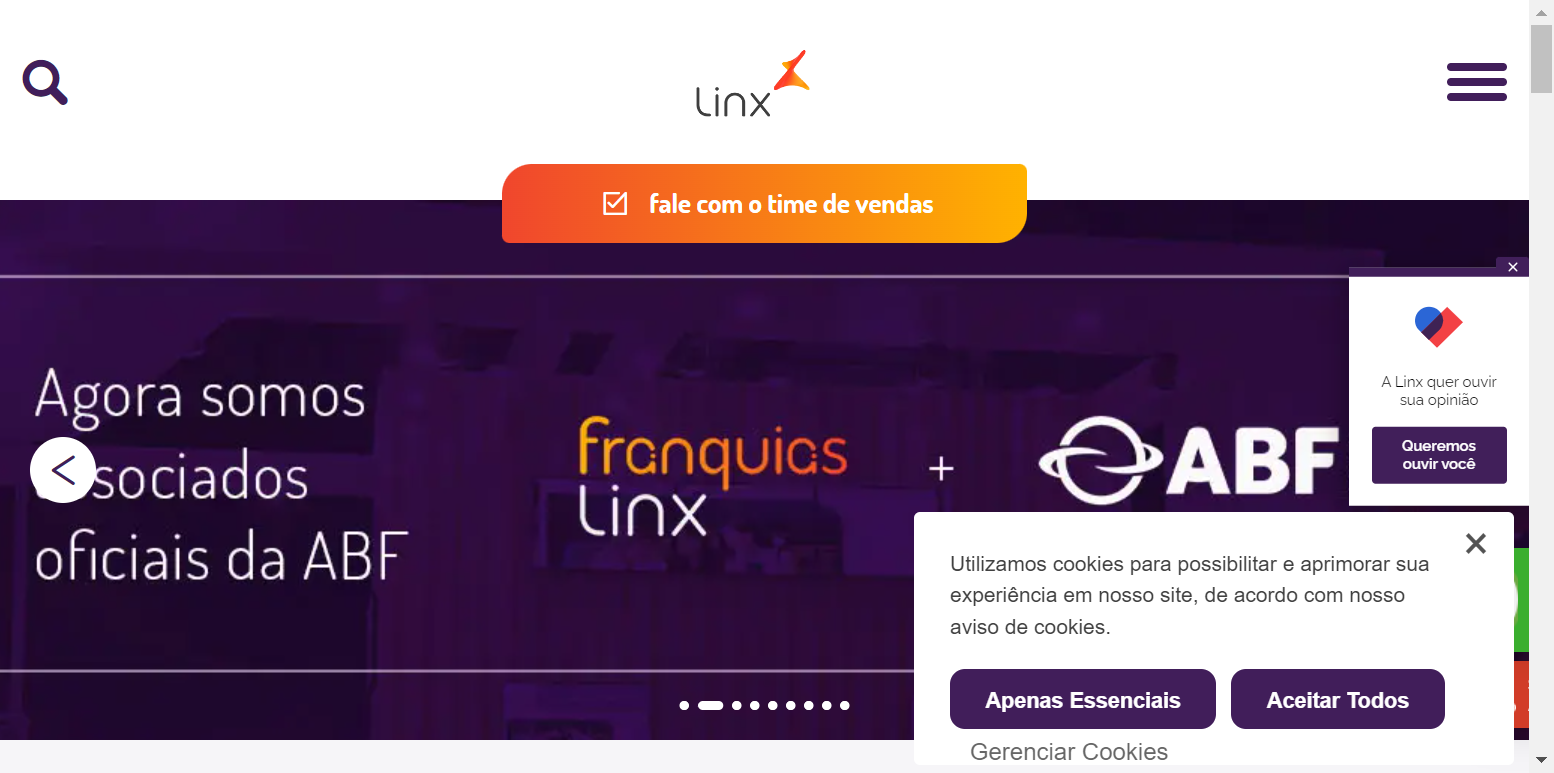 Linx
fale com o time de vendas
Agora somos
ssociados
oficiais da ABF
franquias
Linx
+
ABF
A Linx quer ouvir
sua opinião
Queremos
ouvir você
Utilizamos cookies para possibilitar e aprimorar sua
experiência em nosso site, de acordo com nosso
aviso de cookies.
Apenas Essenciais
Aceitar Todos
Gerenciar Cookies